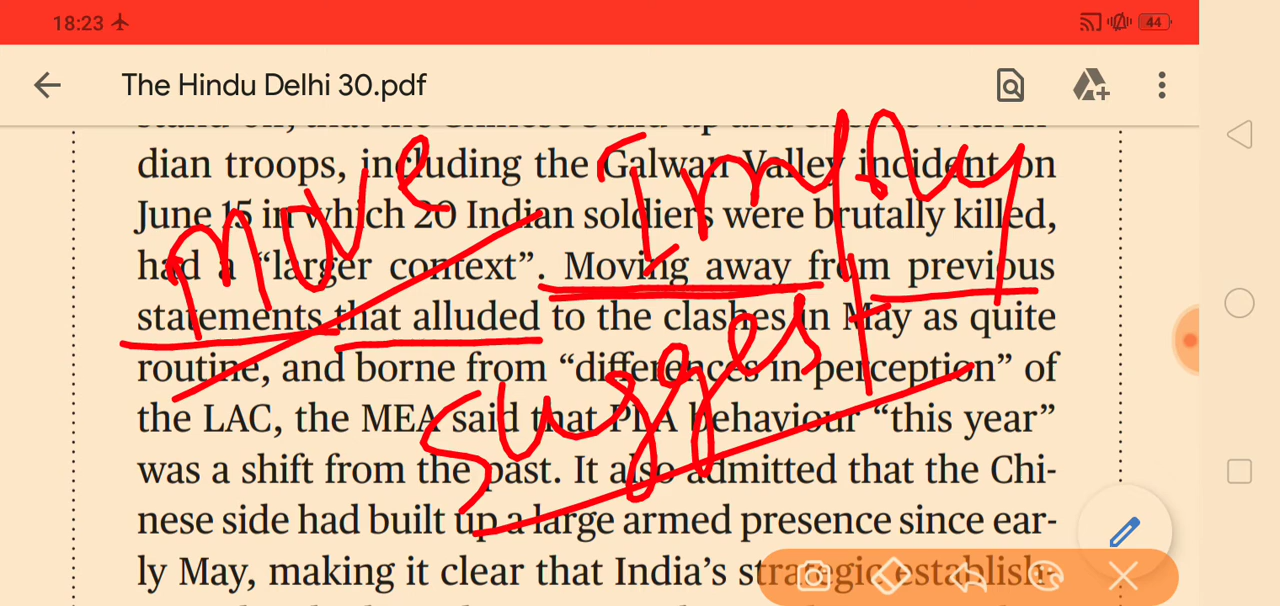 18:23
44
The Hindu Delhi 30.pdf
dian troops, including the Galwan Valley incident on
June 15 in which 20 Indian soldiers were brutally killed,
had a “larger context”. Moving away from previous
statements that alluded to the clashes in May as quite
routine, and borne from “differences in perception” of
the LAC, the MEA said that PLA behaviour “this year”
was a shift from the past. It also admitted that the Chi-
nese side had built up a large armed presence since ear-
ly May, making it clear that India’s strategic establish-
Move
Imply
suggest